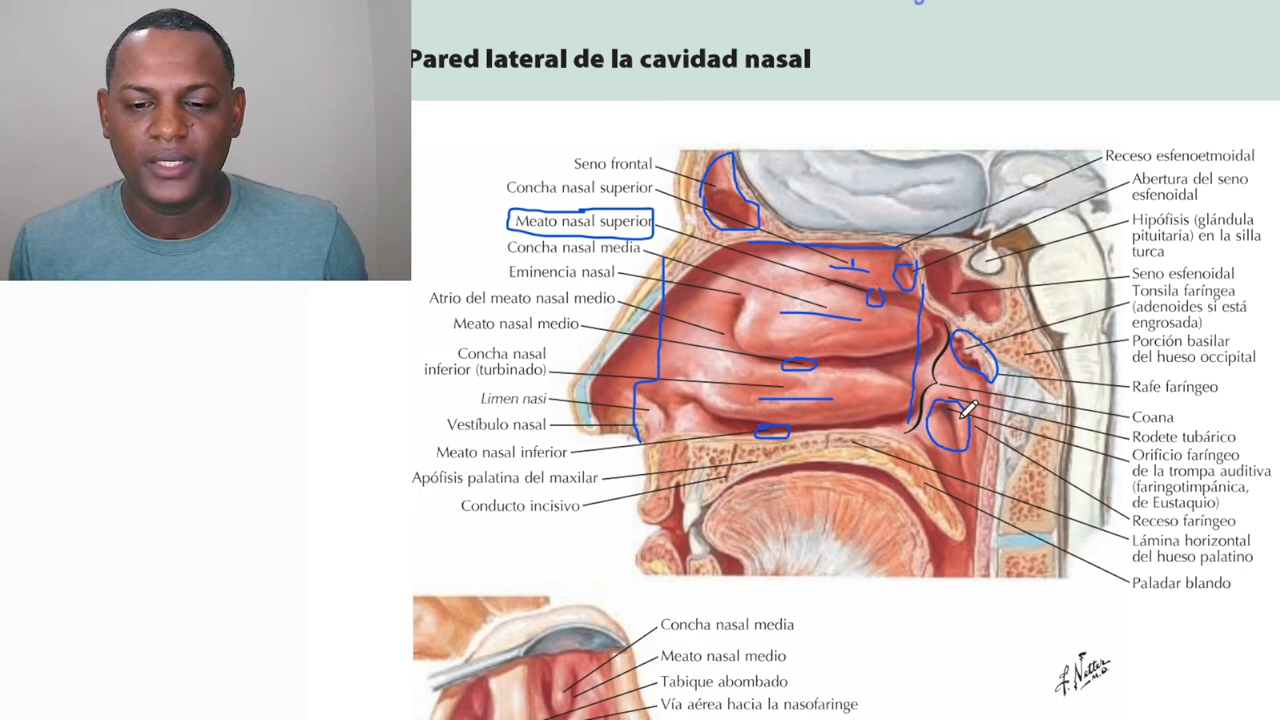 Pared lateral de la cavidad nasal
Seno frontal
Concha nasal superior
Meato nasal superior
Concha nasal media
Eminencia nasal
Atrio del meato nasal medio
Meato nasal medio
Concha nasal
inferior (turbinado)
Limen nasi
Vestíbulo nasal
Meato nasal inferior
Apófisis palatina del maxilar
Conducto incisivo
Receso esfenoetmoidal
Abertura del seno
esfenoidal
Hipófisis (glándula
pituitaria) en la silla
turca
Seno esfenoidal
Tonsila faríngea
(adenoides si está
engrosada)
Porción basilar
del hueso occipital
Rafe faríngeo
Coana
Rodete tubárico
Orificio faríngeo
de la trompa auditiva
(faringotimpánica,
de Eustaquio)
Receso faríngeo
Lámina horizontal
del hueso palatino
Paladar blando
Concha nasal media
Meato nasal medio
Tabique abombado
Vía aérea hacia la nasofaringe
F. Netter
M.D.